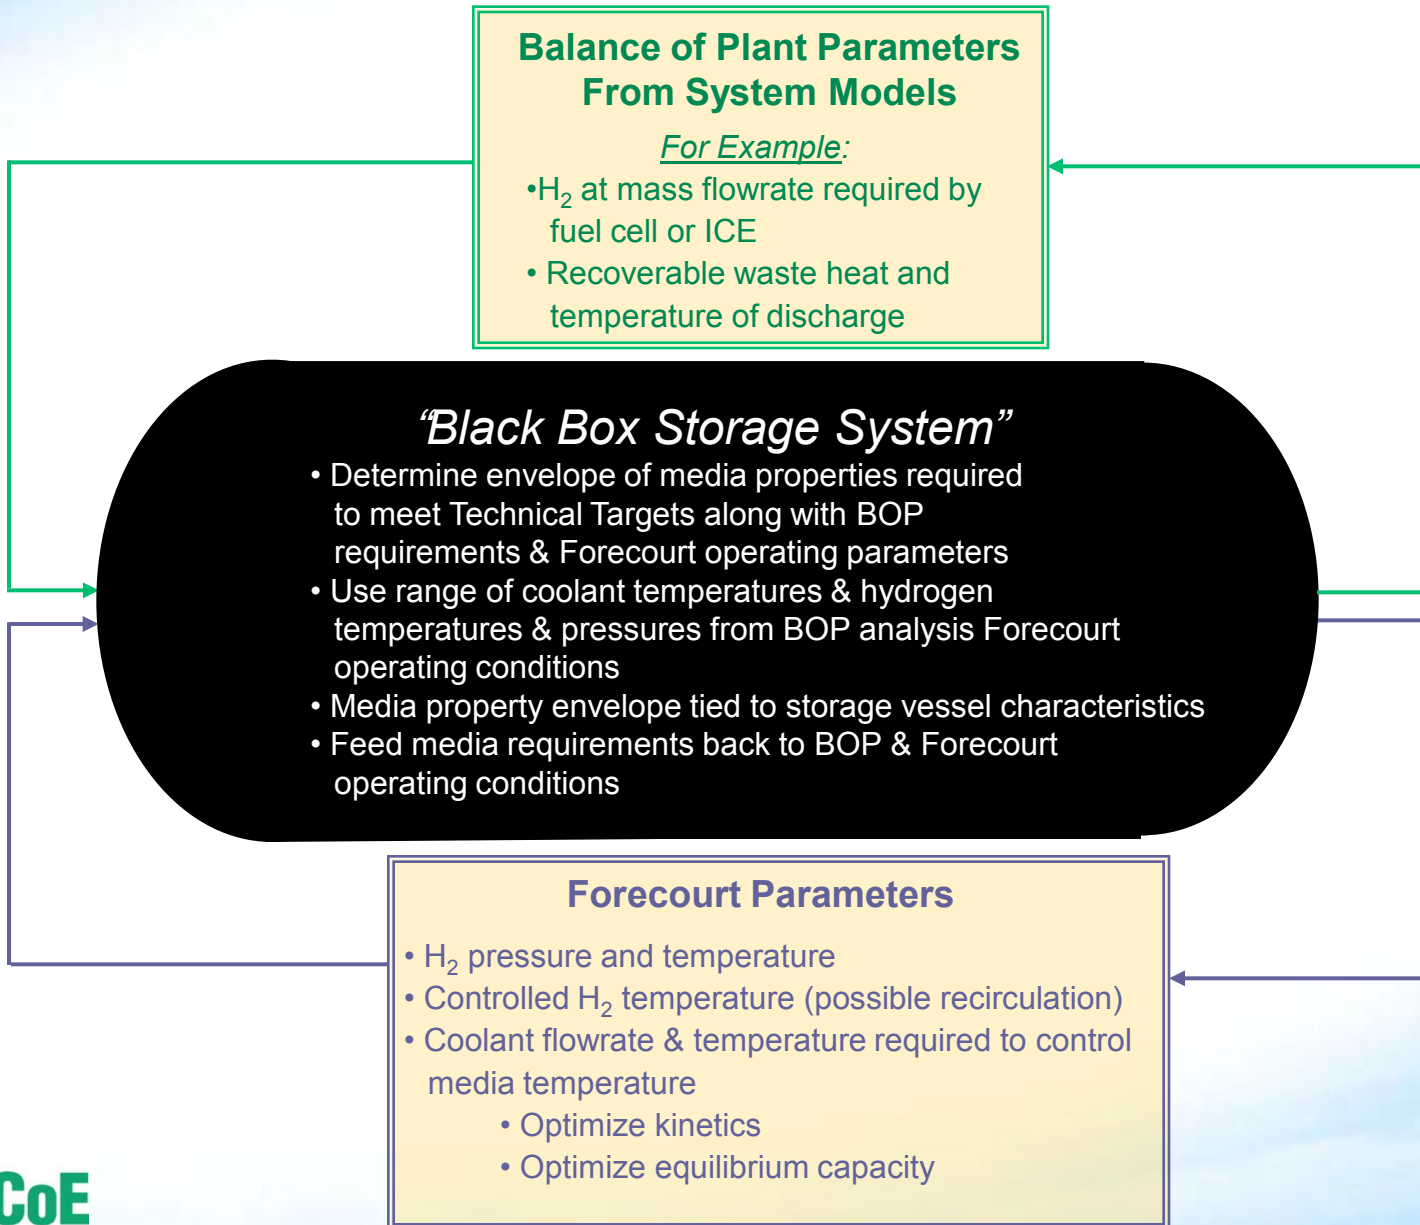 Balance of Plant Parameters
From System Models
For Example:
•H₂ at mass flowrate required by
fuel cell or ICE
• Recoverable waste heat and
temperature of discharge
“Black Box Storage System”
• Determine envelope of media properties required
to meet Technical Targets along with BOP
requirements & Forecourt operating parameters
• Use range of coolant temperatures & hydrogen
temperatures & pressures from BOP analysis Forecourt
operating conditions
• Media property envelope tied to storage vessel characteristics
• Feed media requirements back to BOP & Forecourt
operating conditions
Forecourt Parameters
• H₂ pressure and temperature
• Controlled H₂ temperature (possible recirculation)
• Coolant flowrate & temperature required to control
media temperature
• Optimize kinetics
• Optimize equilibrium capacity
CoE